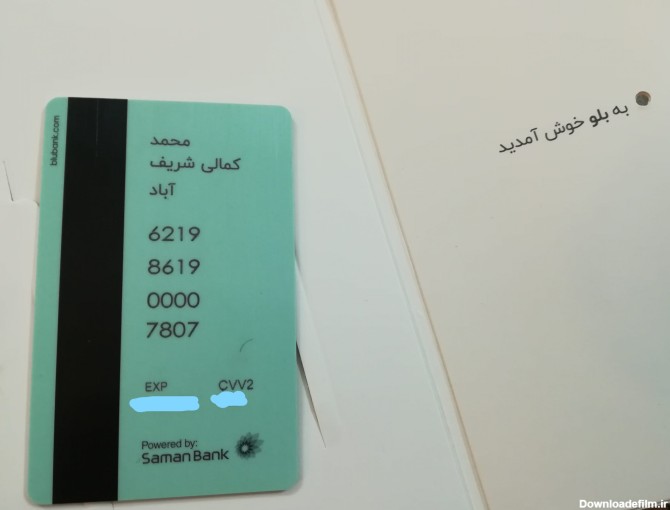 blubank.com
محمد
کمالی شریف
آباد
6219
8619
0000
7807
EXP CVV2
Powered by:
Saman Bank
به بلو خوش آمدید
Downloadefilm.ir